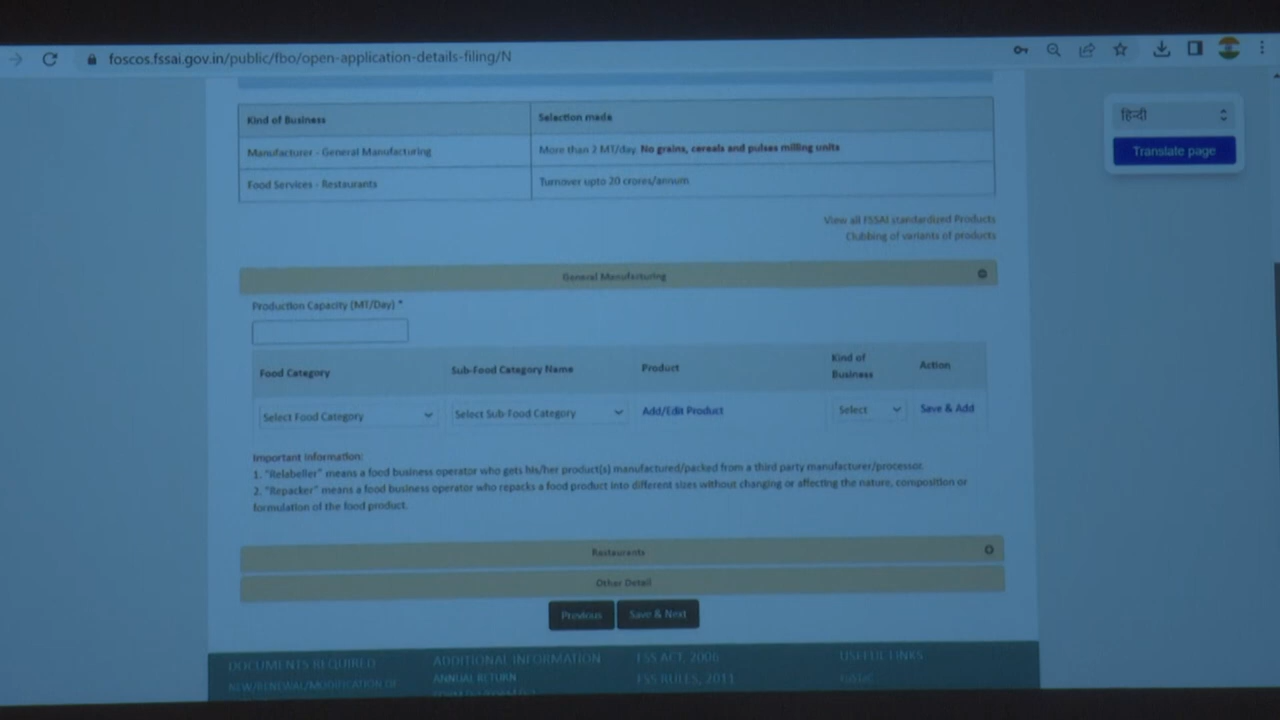 foscos.fssai.gov.in/public/fbo/open-application-details-filing/N
हिन्दी
Translate page
Kind of Business
Selection made
Manufacturer - General Manufacturing
More than 2 MT/day. No grains, cereals and pulses milling units
Food Services - Restaurants
Turnover upto 20 crores/annum
View all FSSAI standardized Products
Clubbing of variants of products
General Manufacturing
Production Capacity (MT/Day) *
Food Category
Sub-Food Category Name
Product
Kind of
Business
Action
Select Food Category
Select Sub-Food Category
Add/Edit Product
Select
Save & Add
Important Information:
1. "Relabeller" means a food business operator who gets his/her product(s) manufactured/packed from a third party manufacturer/processor.
2. "Repacker" means a food business operator who repacks a food product into different sizes without changing or affecting the nature, composition or
formulation of the food product.
Restaurants
Other Detail
Previous
Save & Next
DOCUMENTS REQUIRED
ADDITIONAL INFORMATION
FSS ACT, 2006
USEFUL LINKS
NEW/RENEWAL/MODIFICATION OF
ANNUAL RETURN
FSS RULES, 2011